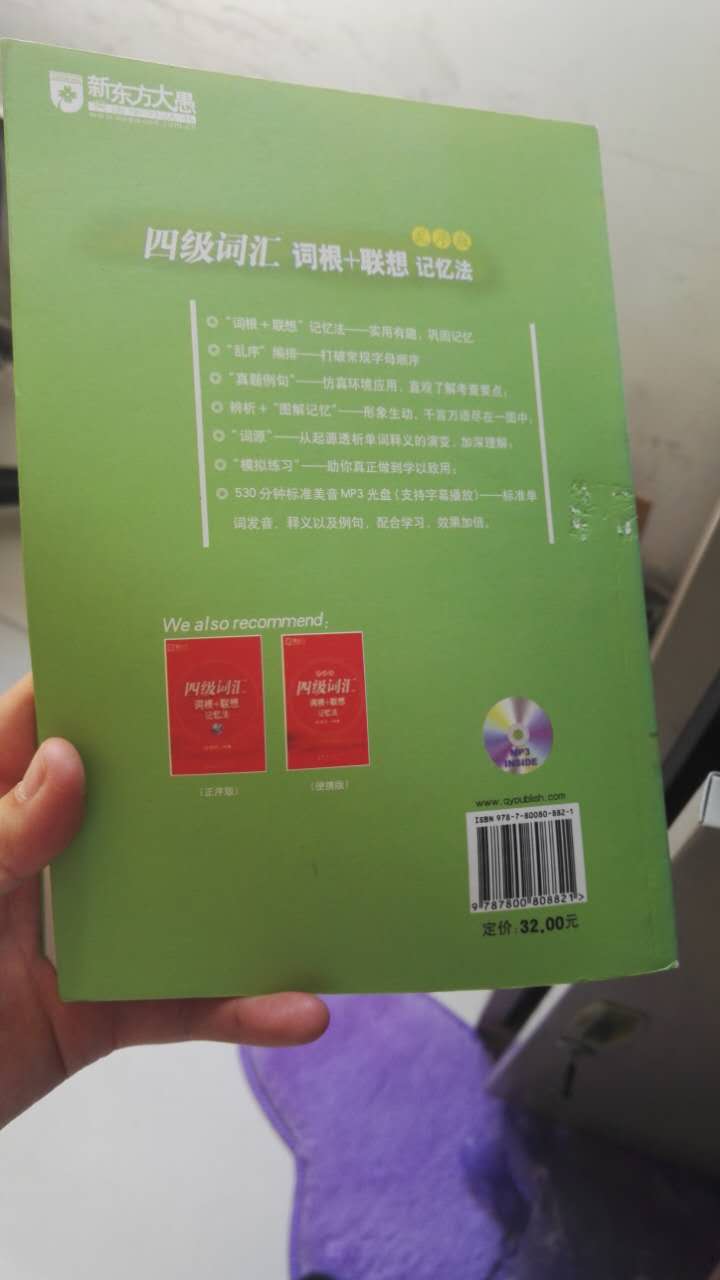 新东方大愚
乱序版
四级词汇 词根+联想 记忆法
“词根+联想”记忆法——实用有趣,巩固记忆
“乱序”编排——打破常规字母顺序
“真题例句”——仿真环境应用,直观了解考查重点;
辨析+“图解记忆”——形象生动,千言万语尽在一图中;
“词源”——从起源透析单词释义的演变,加深理解;
“模拟练习”——助你真正做到学以致用;
530分钟标准美音MP3光盘(支持字幕播放)——标准单
词发音、释义以及例句,配合学习,效果加倍。
We also recommend:
四级词汇
词根+联想
记忆法
(正序版)
四级词汇
词根+联想
记忆法
(便携版)
MP3
INSIDE
ISBN 978-7-80080-882-1
9 787800 808821 >
定价:32.00元